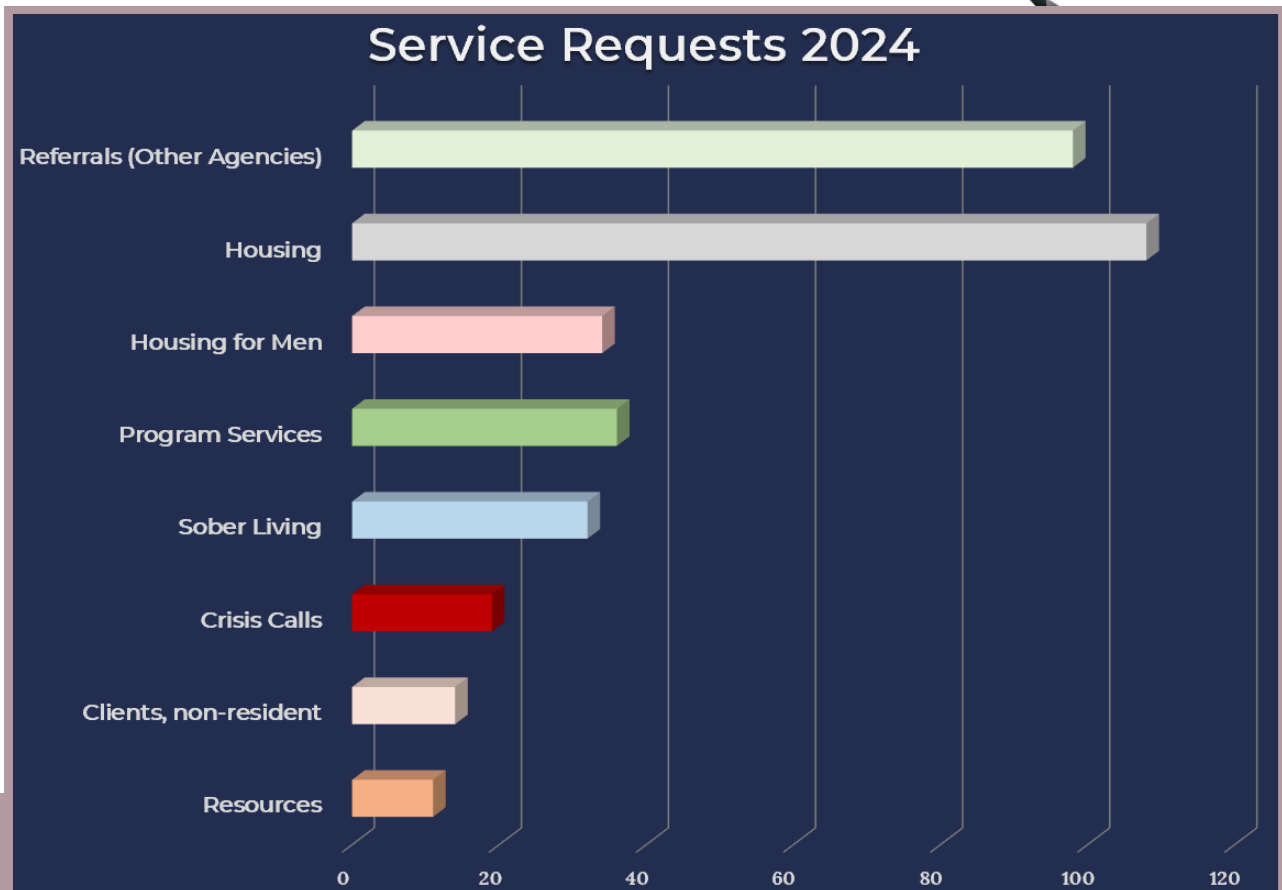 Service Requests 2024
Referrals (Other Agencies)
Housing
Housing for Men
Program Services
Sober Living
Crisis Calls
Clients, non-resident
Resources
0 20 40 60 80 100 120